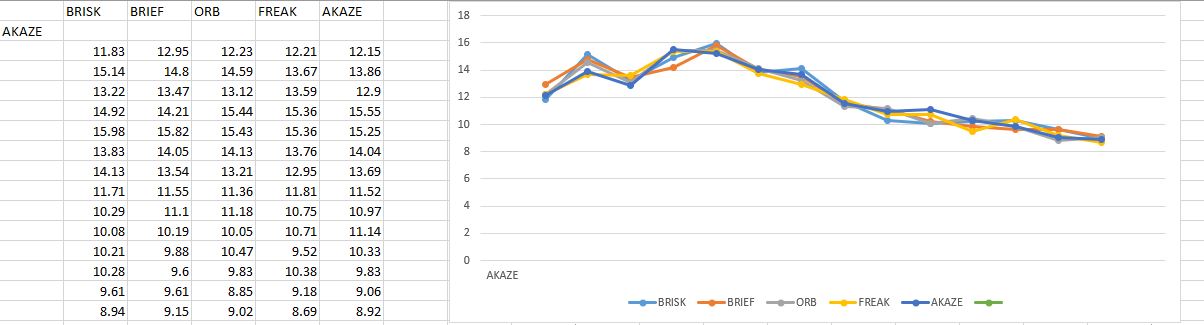 BRISK BRIEF ORB FREAK AKAZE
AKAZE
11.83 12.95 12.23 12.21 12.15
15.14 14.8 14.59 13.67 13.86
13.22 13.47 13.12 13.59 12.9
14.92 14.21 15.44 15.36 15.55
15.98 15.82 15.43 15.36 15.25
13.83 14.05 14.13 13.76 14.04
14.13 13.54 13.21 12.95 13.69
11.71 11.55 11.36 11.81 11.52
10.29 11.1 11.18 10.75 10.97
10.08 10.19 10.05 10.71 11.14
10.21 9.88 10.47 9.52 10.33
10.28 9.6 9.83 10.38 9.83
9.61 9.61 8.85 9.18 9.06
8.94 9.15 9.02 8.69 8.92
18
16
14
12
10
8
6
4
2
0
AKAZE
BRISK BRIEF ORB FREAK AKAZE